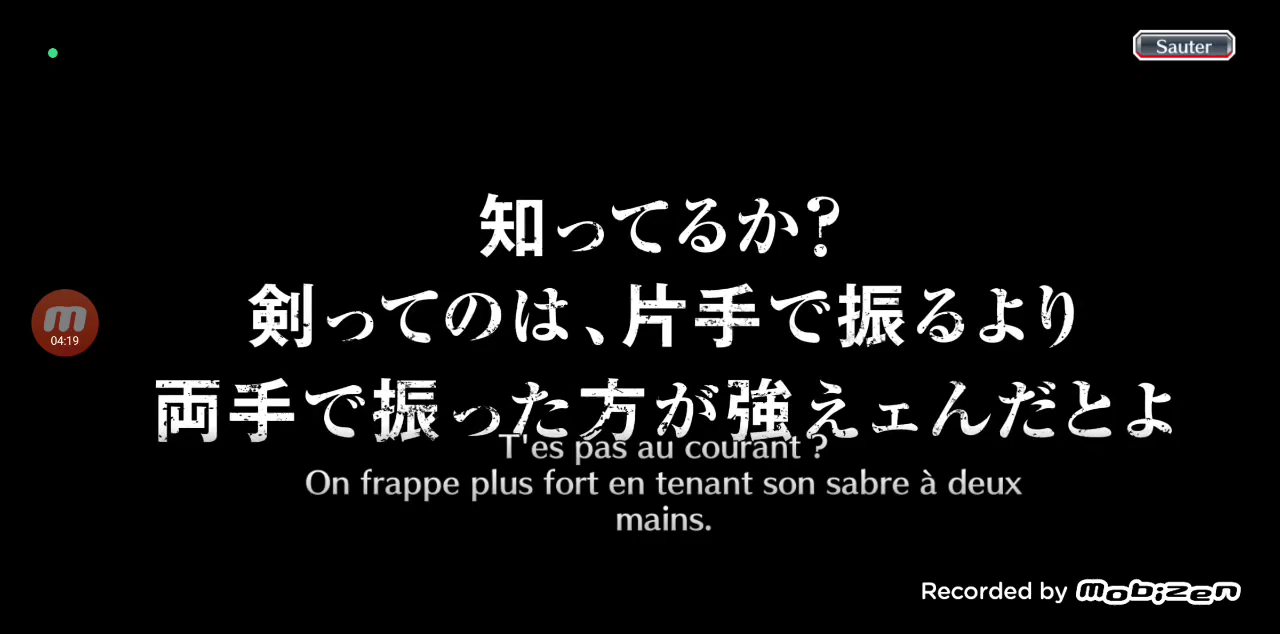 Sauter
知ってるか?
剣ってのは、片手で振るより
両手で振った方が強えェんだとよ
T'es pas au courant ?
On frappe plus fort en tenant son sabre à deux
mains.
m
04:19
Recorded by mobizen